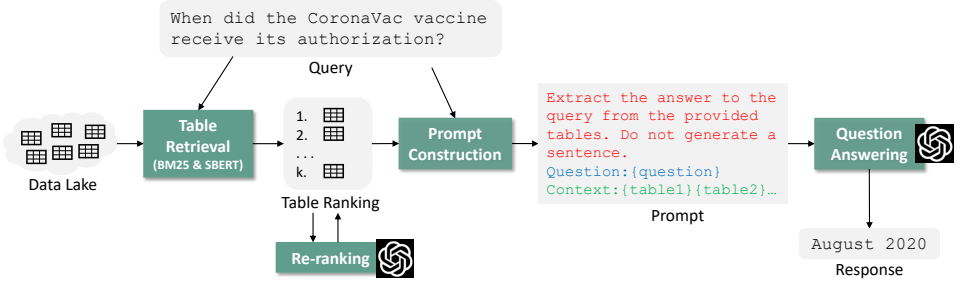 When did the CoronaVac vaccine
receive its authorization?
Query
Data Lake
Table
Retrieval
(BM25 & SBERT)
1.
2.
...
k.
Table Ranking
Re-ranking
Prompt
Construction
Extract the answer to the
query from the provided
tables. Do not generate a
sentence.
Question:{question}
Context:{table1}{table2}…
Prompt
Question
Answering
August 2020
Response